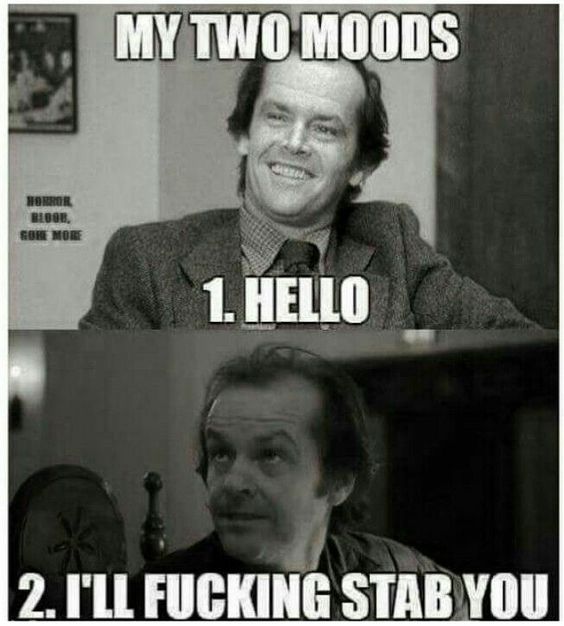 MY TWO MOODS
HORROR,
BLOOD,
GORE MORE
1. HELLO
2. I'LL FUCKING STAB YOU